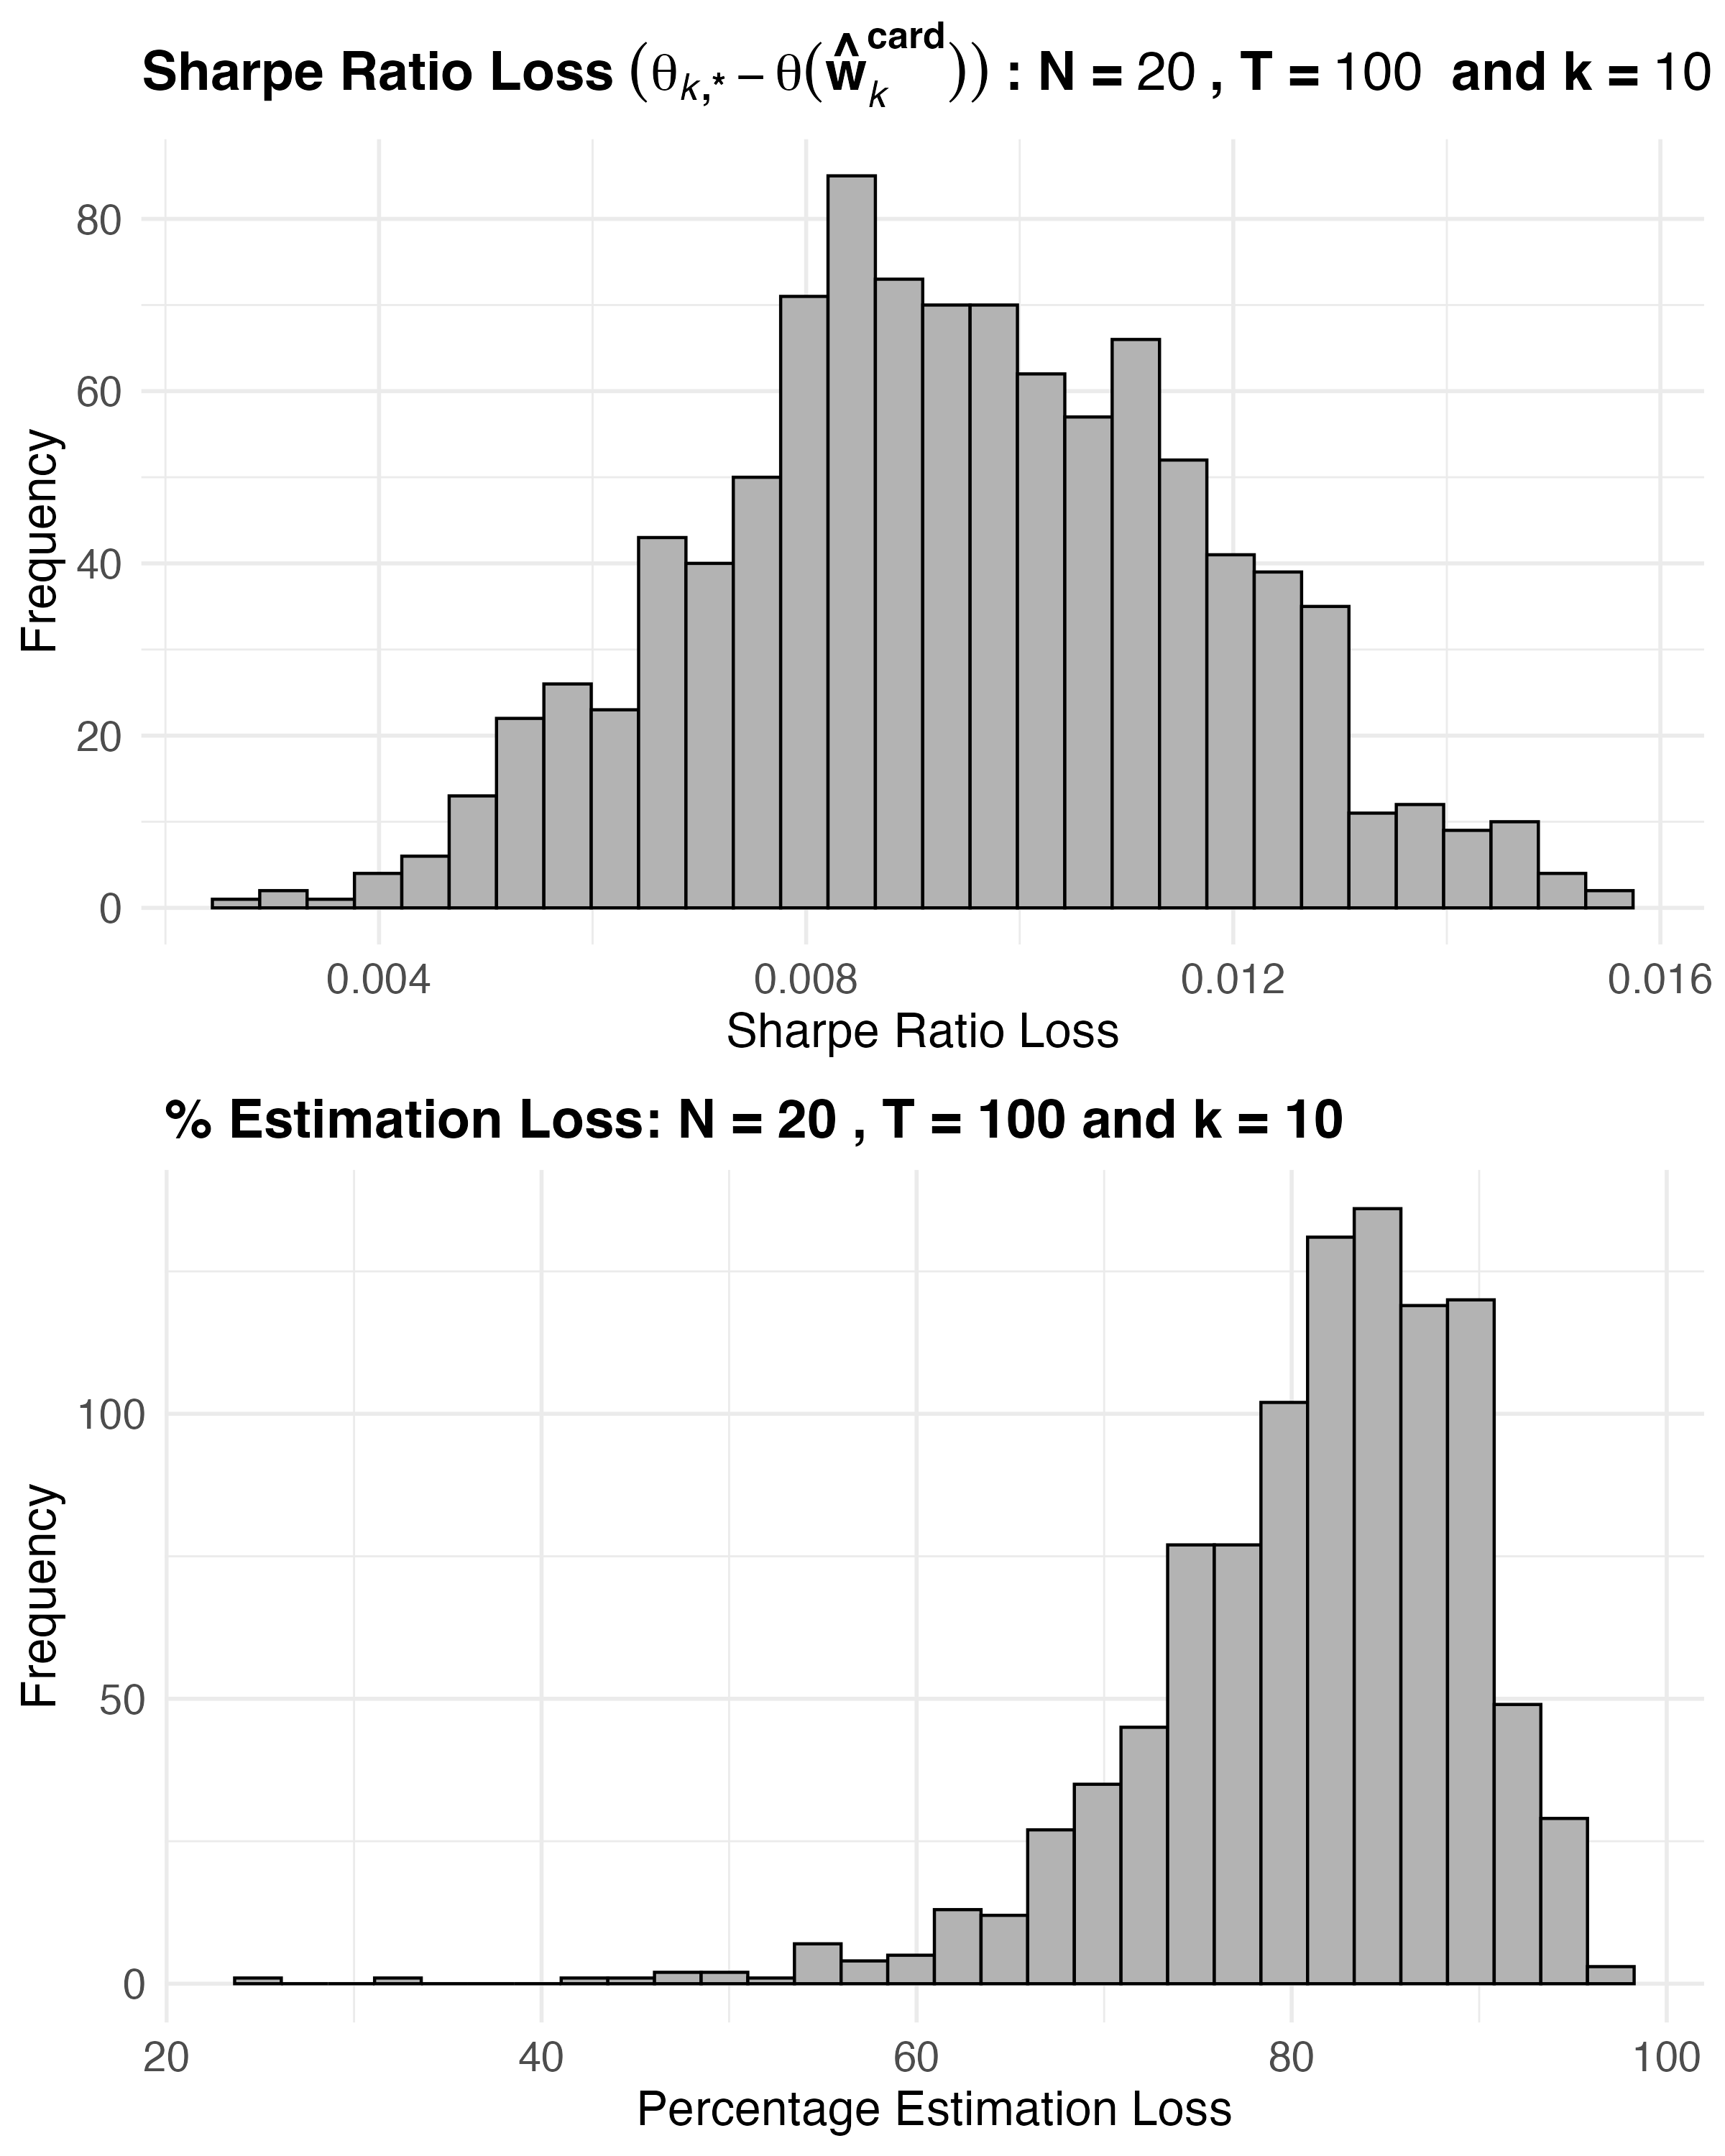 Sharpe Ratio Loss (θk,* − θ(ŵk^card)) : N = 20 , T = 100 and k = 10
80
60
40
20
0
Frequency
0.004 0.008 0.012 0.016
Sharpe Ratio Loss
% Estimation Loss: N = 20 , T = 100 and k = 10
100
50
0
Frequency
20 40 60 80 100
Percentage Estimation Loss